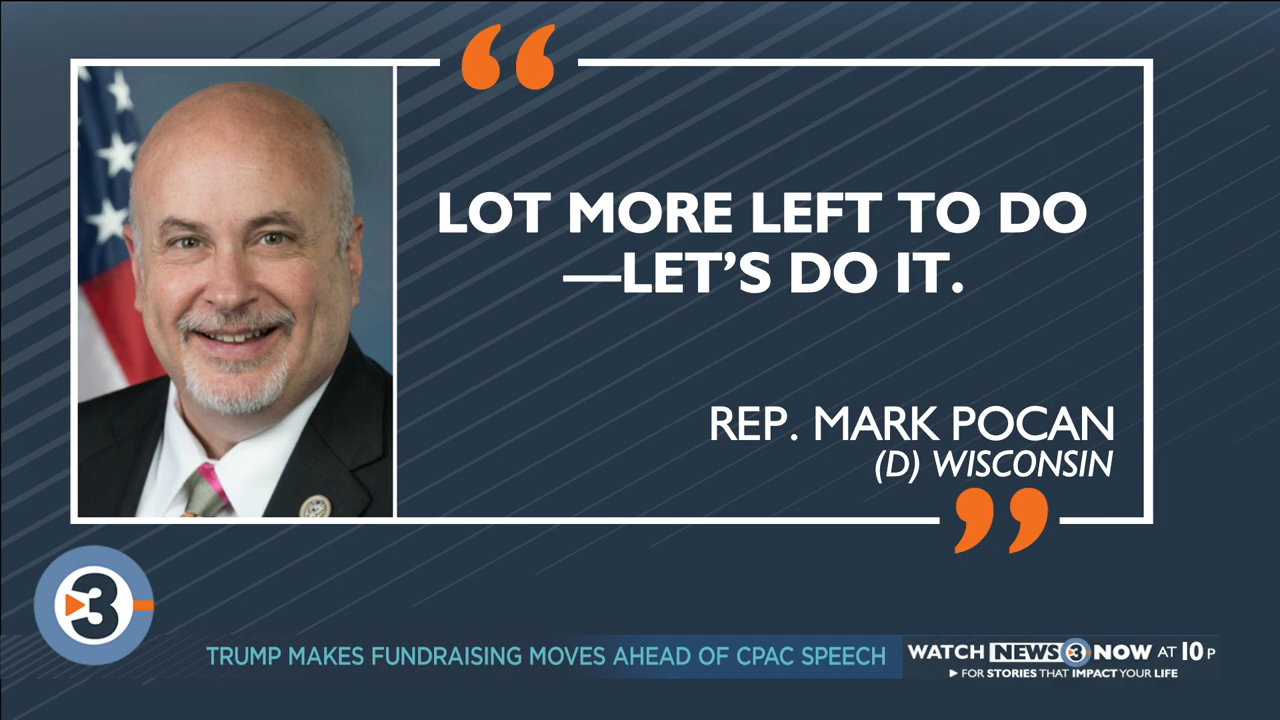 “
LOT MORE LEFT TO DO
—LET’S DO IT.
REP. MARK POCAN
(D) WISCONSIN
”
3
TRUMP MAKES FUNDRAISING MOVES AHEAD OF CPAC SPEECH
WATCH NEWS 3 NOW AT 10 P
▶ FOR STORIES THAT IMPACT YOUR LIFE